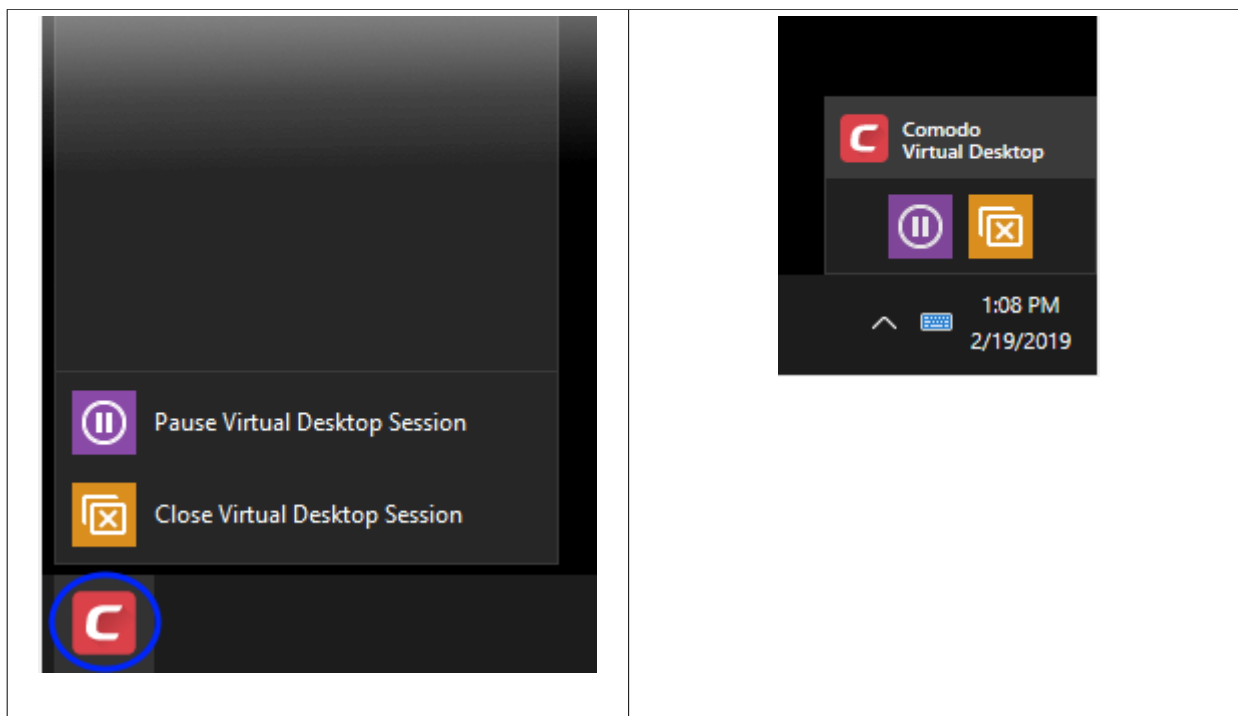 Pause Virtual Desktop Session
Close Virtual Desktop Session
Comodo
Virtual Desktop
1:08 PM
2/19/2019